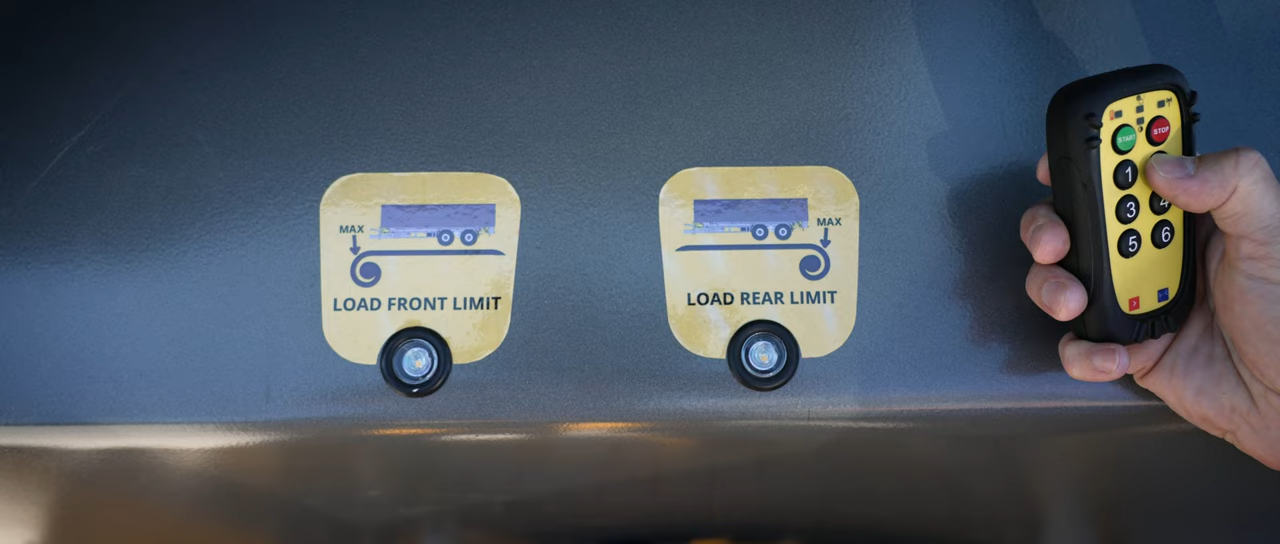 MAX
LOAD FRONT LIMIT
MAX
LOAD REAR LIMIT
START STOP
1
3 4
5 6